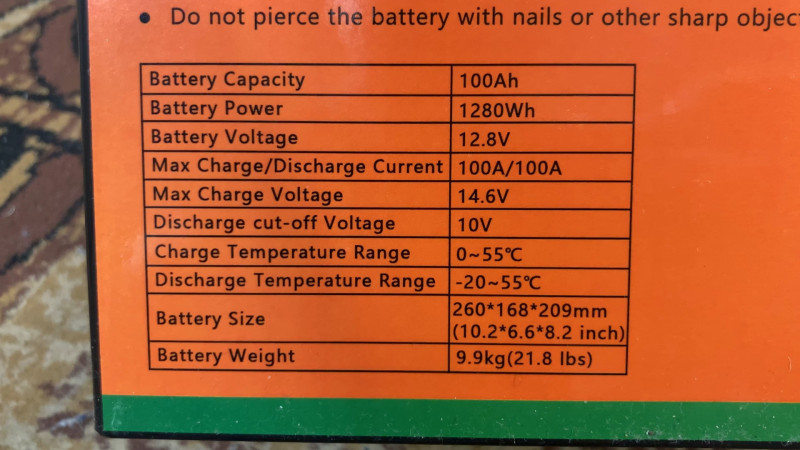 • Do not pierce the battery with nails or other sharp
Battery Capacity 100Ah
Battery Power 1280Wh
Battery Voltage 12.8V
Max Charge/Discharge Current 100A/100A
Max Charge Voltage 14.6V
Discharge cut-off Voltage 10V
Charge Temperature Range 0~55℃
Discharge Temperature Range -20~55℃
Battery Size 260*168*209mm
(10.2*6.6*8.2 inch)
Battery Weight 9.9kg(21.8 lbs)